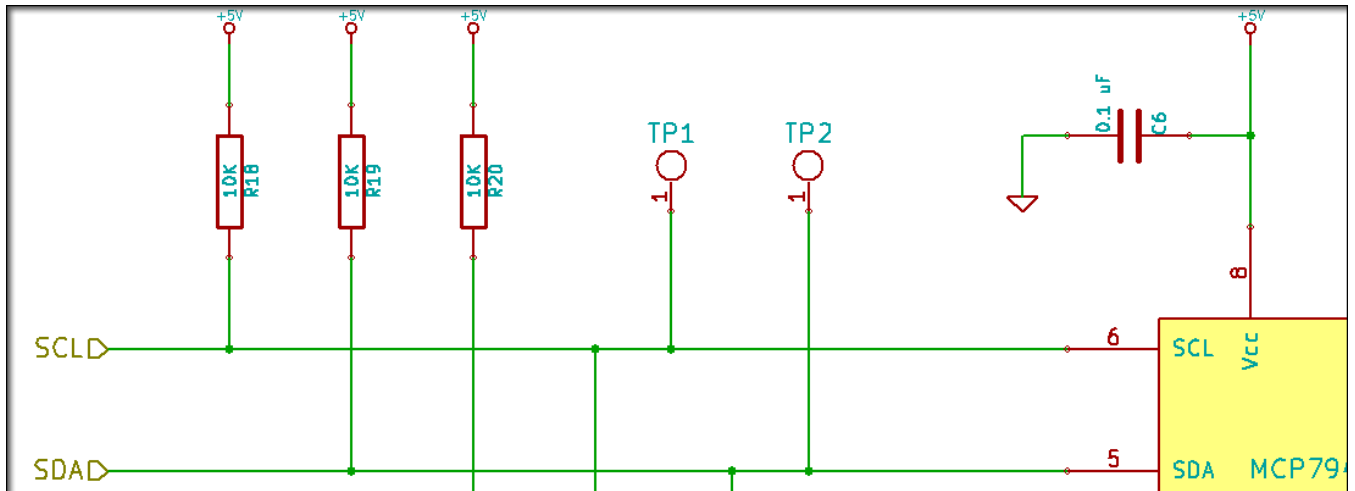 +5V
+5V
+5V
+5V
10K
R18
10K
R19
10K
R20
TP1
1
TP2
1
0.1 uF
C6
8
SCL
6
SCL
Vcc
SDA
5
SDA
MCP794